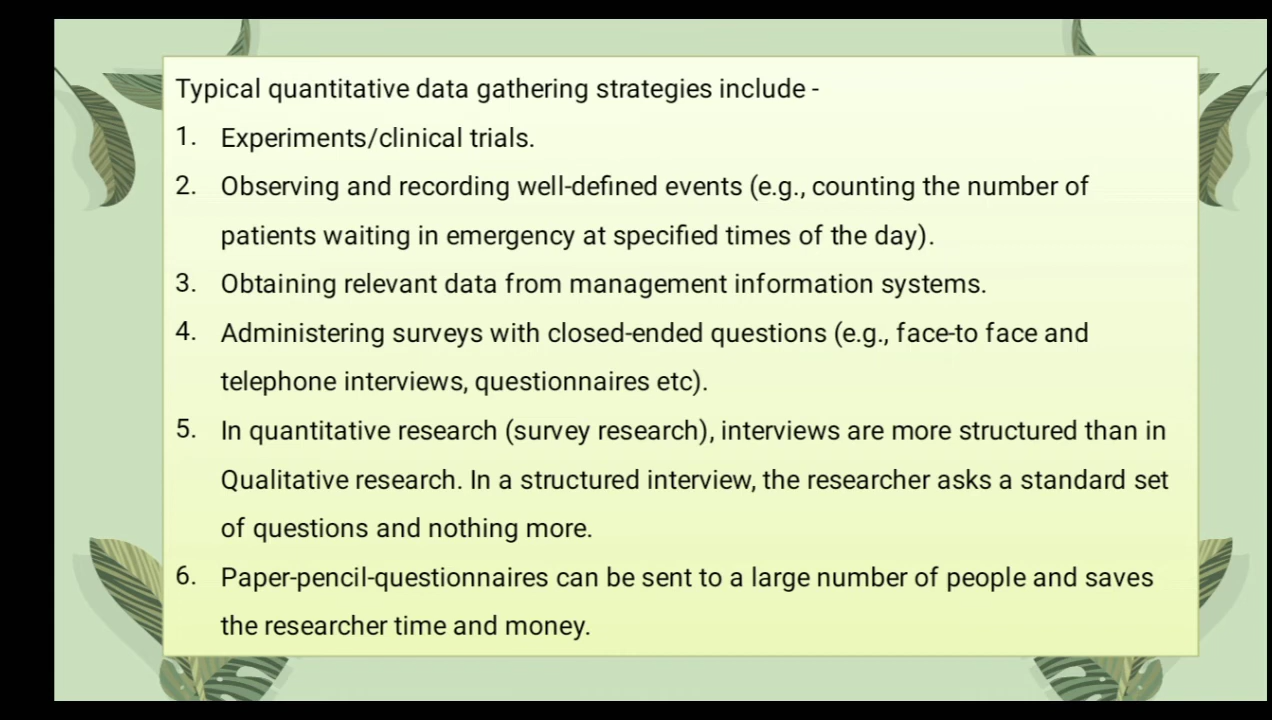 Typical quantitative data gathering strategies include -
1. Experiments/clinical trials.
2. Observing and recording well-defined events (e.g., counting the number of
patients waiting in emergency at specified times of the day).
3. Obtaining relevant data from management information systems.
4. Administering surveys with closed-ended questions (e.g., face-to face and
telephone interviews, questionnaires etc).
5. In quantitative research (survey research), interviews are more structured than in
Qualitative research. In a structured interview, the researcher asks a standard set
of questions and nothing more.
6. Paper-pencil-questionnaires can be sent to a large number of people and saves
the researcher time and money.